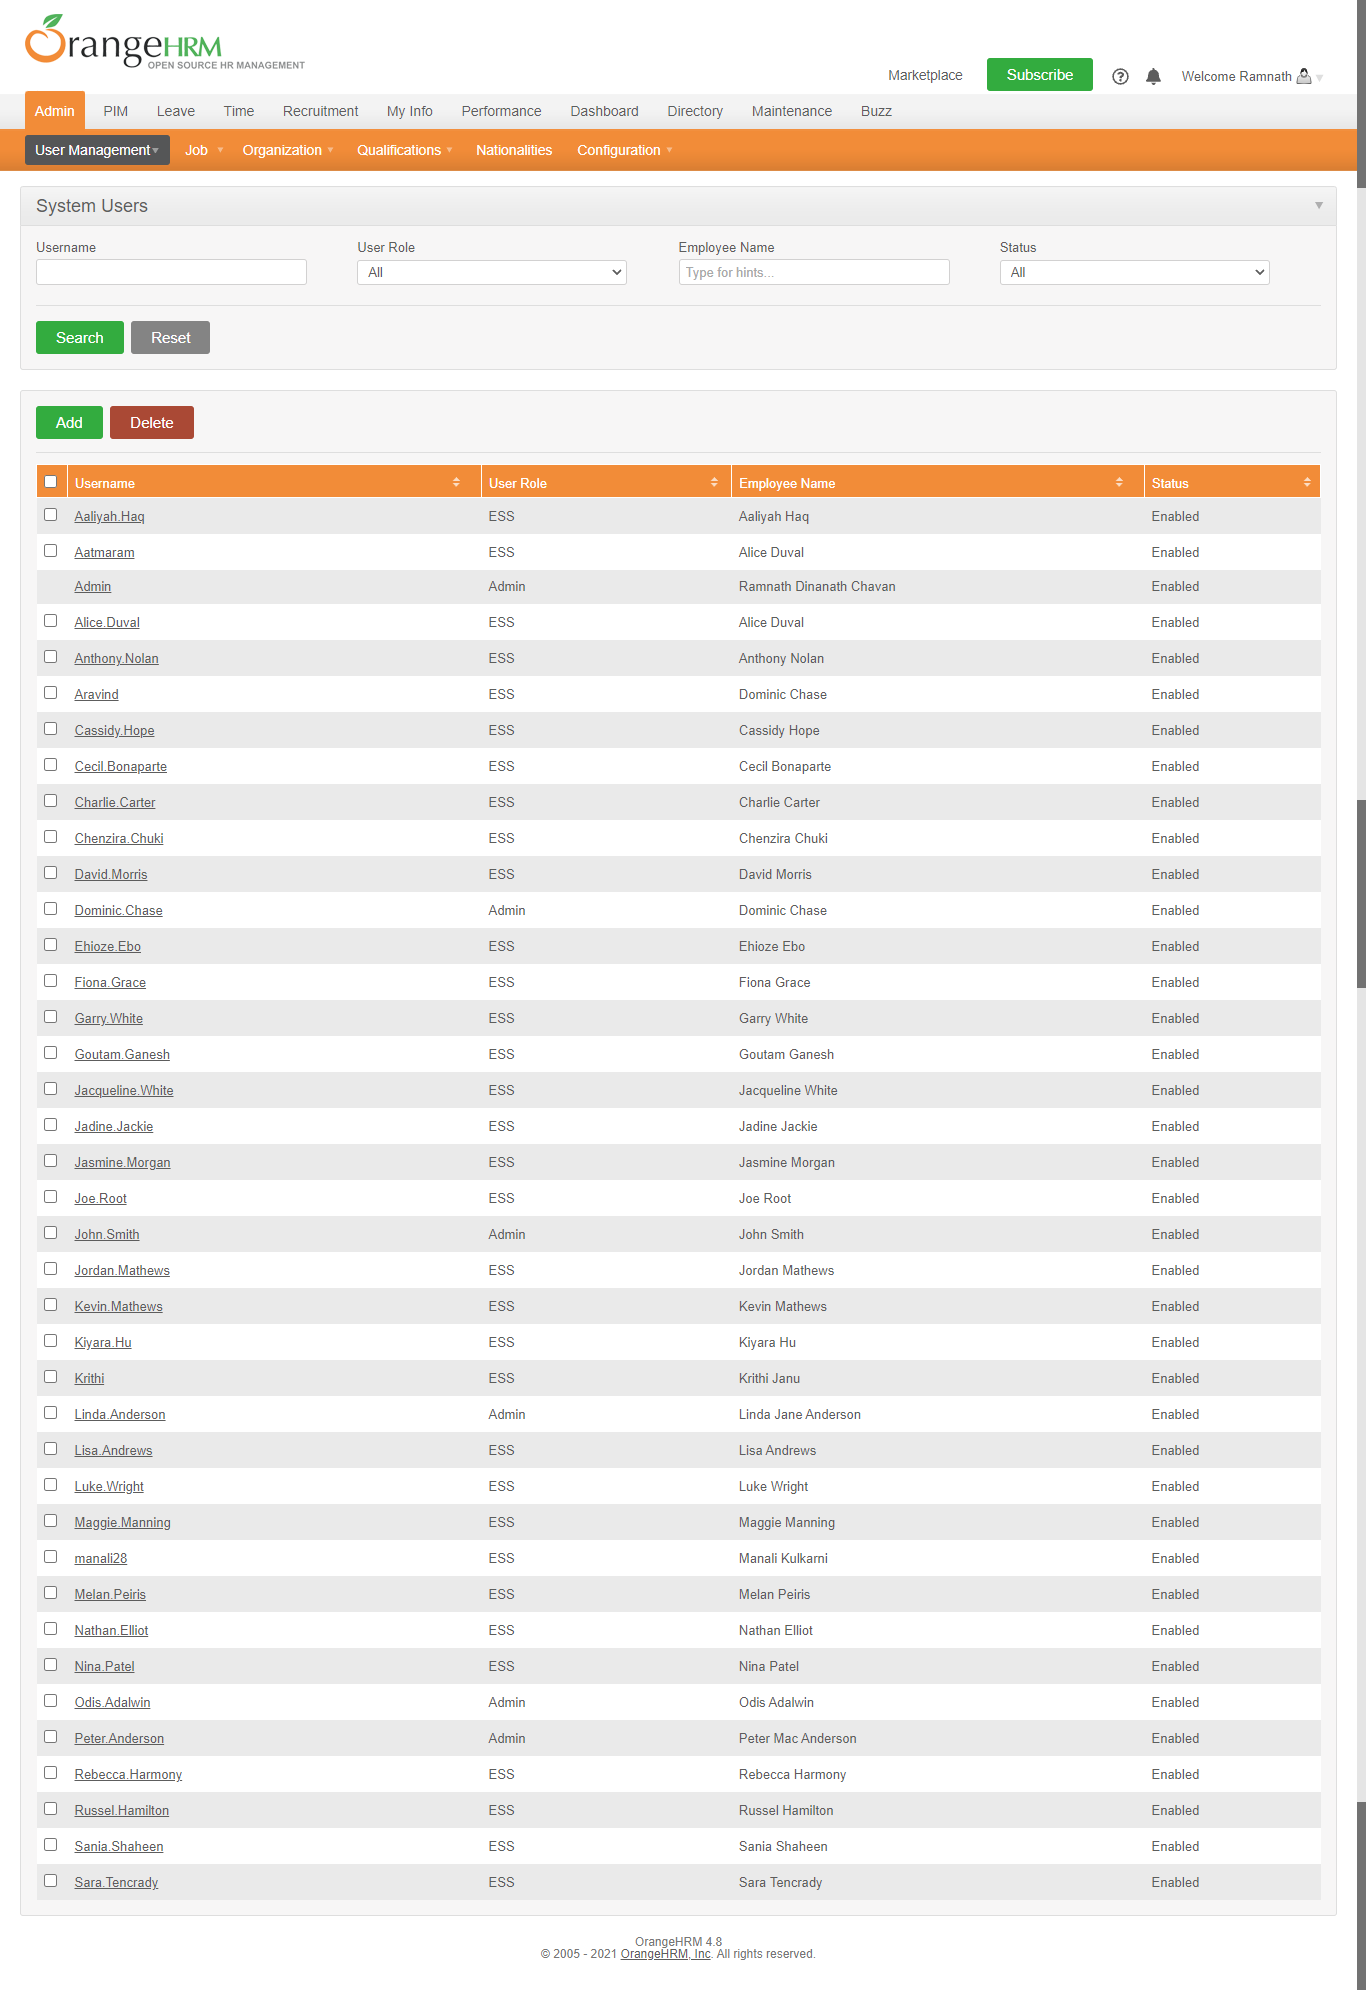 OrangeHRM
OPEN SOURCE HR MANAGEMENT
Marketplace Subscribe Welcome Ramnath
Admin PIM Leave Time Recruitment My Info Performance Dashboard Directory Maintenance Buzz
User Management Job Organization Qualifications Nationalities Configuration
System Users
Username User Role Employee Name Status
All Type for hints... All
Search Reset
Add Delete
Username User Role Employee Name Status
Aaliyah.Haq ESS Aaliyah Haq Enabled
Aatmaram ESS Alice Duval Enabled
Admin Admin Ramnath Dinanath Chavan Enabled
Alice.Duval ESS Alice Duval Enabled
Anthony.Nolan ESS Anthony Nolan Enabled
Aravind ESS Dominic Chase Enabled
Cassidy.Hope ESS Cassidy Hope Enabled
Cecil.Bonaparte ESS Cecil Bonaparte Enabled
Charlie.Carter ESS Charlie Carter Enabled
Chenzira.Chuki ESS Chenzira Chuki Enabled
David.Morris ESS David Morris Enabled
Dominic.Chase Admin Dominic Chase Enabled
Ehioze.Ebo ESS Ehioze Ebo Enabled
Fiona.Grace ESS Fiona Grace Enabled
Garry.White ESS Garry White Enabled
Goutam.Ganesh ESS Goutam Ganesh Enabled
Jacqueline.White ESS Jacqueline White Enabled
Jadine.Jackie ESS Jadine Jackie Enabled
Jasmine.Morgan ESS Jasmine Morgan Enabled
Joe.Root ESS Joe Root Enabled
John.Smith Admin John Smith Enabled
Jordan.Mathews ESS Jordan Mathews Enabled
Kevin.Mathews ESS Kevin Mathews Enabled
Kiyara.Hu ESS Kiyara Hu Enabled
Krithi ESS Krithi Janu Enabled
Linda.Anderson Admin Linda Jane Anderson Enabled
Lisa.Andrews ESS Lisa Andrews Enabled
Luke.Wright ESS Luke Wright Enabled
Maggie.Manning ESS Maggie Manning Enabled
manali28 ESS Manali Kulkarni Enabled
Melan.Peiris ESS Melan Peiris Enabled
Nathan.Elliot ESS Nathan Elliot Enabled
Nina.Patel ESS Nina Patel Enabled
Odis.Adalwin Admin Odis Adalwin Enabled
Peter.Anderson Admin Peter Mac Anderson Enabled
Rebecca.Harmony ESS Rebecca Harmony Enabled
Russel.Hamilton ESS Russel Hamilton Enabled
Sania.Shaheen ESS Sania Shaheen Enabled
Sara.Tencrady ESS Sara Tencrady Enabled
OrangeHRM 4.8
© 2005 - 2021 OrangeHRM, Inc. All rights reserved.